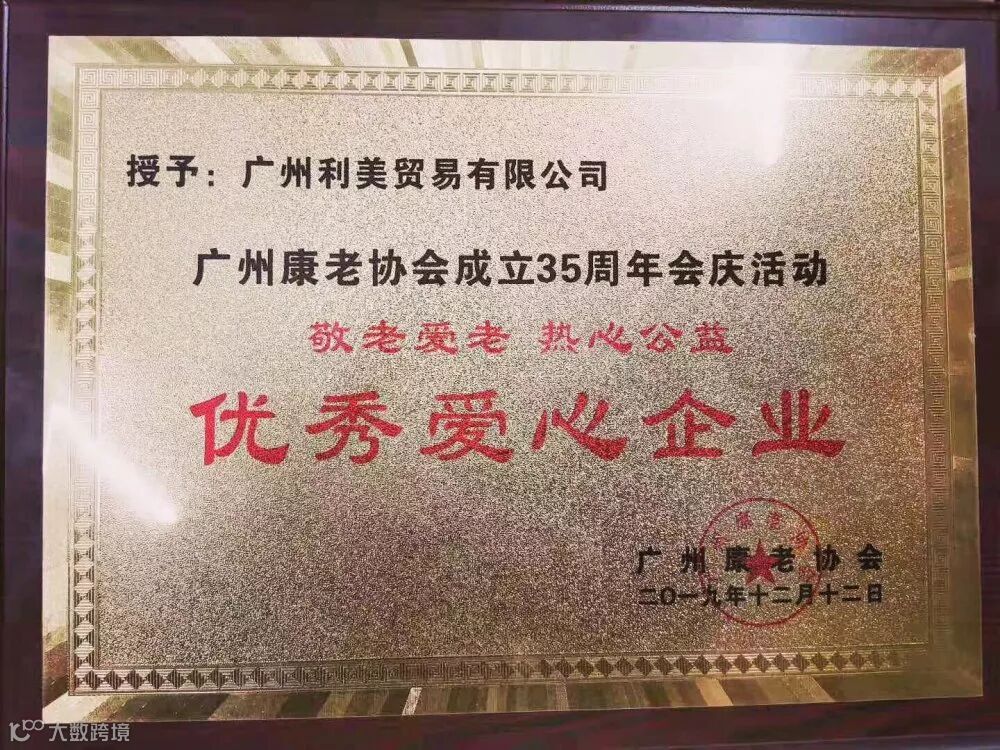 授予：广州利美贸易有限公司
广州康老协会成立35周年会庆活动
敬老爱老 热心公益
优秀爱心企业
广州康老协会
二〇一九年十二月十二日
大数跨境